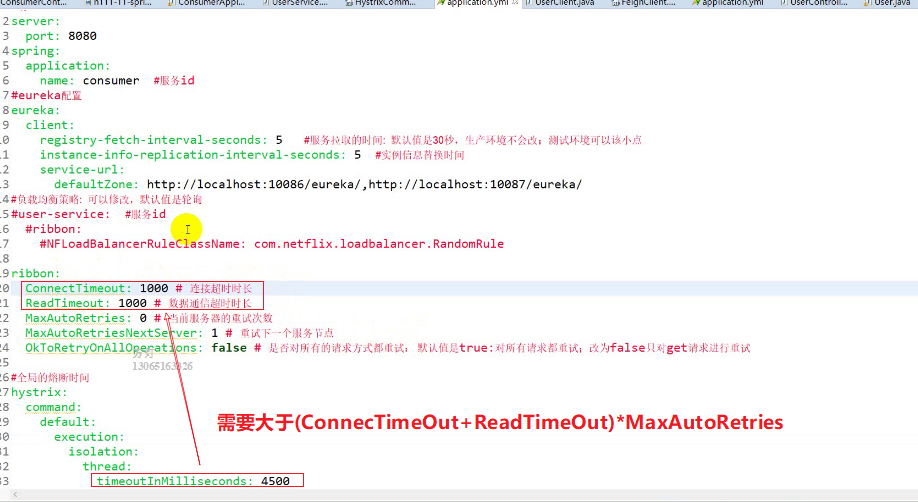 ConsumerCont...
h111-11-spri...
ConsumerAppl...
UserService....
HystrixComm...
application.yml
UserClient.java
FeignClient....
application.yml
UserControll...
User.java
2 server:
3 port: 8080
4 spring:
5 application:
6 name: consumer #服务id
7 #eureka配置
8 eureka:
9 client:
10 registry-fetch-interval-seconds: 5 #服务拉取的时间: 默认值是30秒，生产环境不会改；测试环境可以该小点
11 instance-info-replication-interval-seconds: 5 #实例信息替换时间
12 service-url:
13 defaultZone: http://localhost:10086/eureka/,http://localhost:10087/eureka/
14 #负载均衡策略: 可以修改，默认值是轮询
15 #user-service: #服务id
16 #ribbon:
17 #NFLoadBalancerRuleClassName: com.netflix.loadbalancer.RandomRule
18
19 ribbon:
20 ConnectTimeout: 1000 # 连接超时时长
21 ReadTimeout: 1000 # 数据通信超时时长
22 MaxAutoRetries: 0 # 当前服务器的重试次数
23 MaxAutoRetriesNextServer: 1 # 重试下一个服务节点
24 OkToRetryOnAllOperations: false # 是否对所有的请求方式都重试； 默认值是true:对所有请求都重试；改为false只对get请求进行重试
25
26 #全局的熔断时间
27 hystrix:
28 command:
29 default:
30 execution:
31 isolation:
32 thread:
33 timeoutInMilliseconds: 4500
需要大于(ConnecTimeOut+ReadTimeOut)*MaxAutoRetries